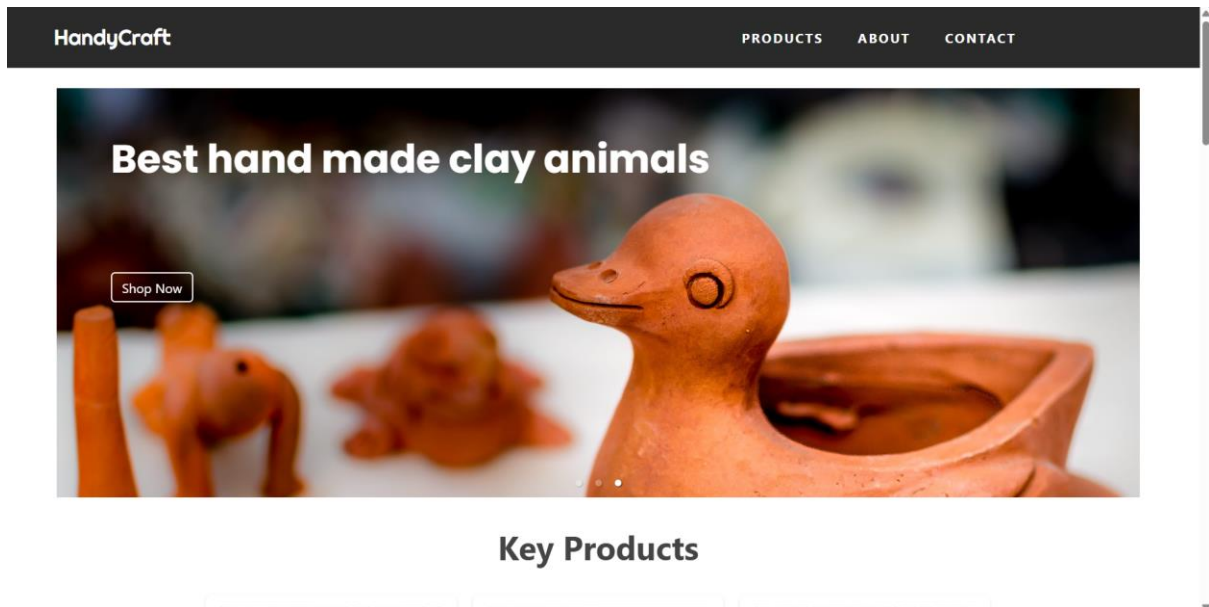 HandyCraft
PRODUCTS ABOUT CONTACT
Best hand made clay animals
Shop Now
Key Products